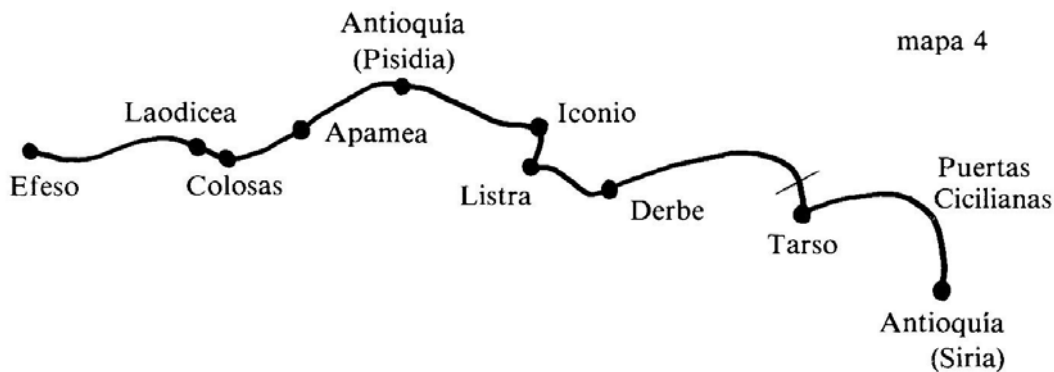 Antioquía
(Pisidia)
mapa 4
Laodicea
Apamea
Iconio
Efeso
Colosas
Listra
Derbe
Puertas
Cicilianas
Tarso
Antioquía
(Siria)